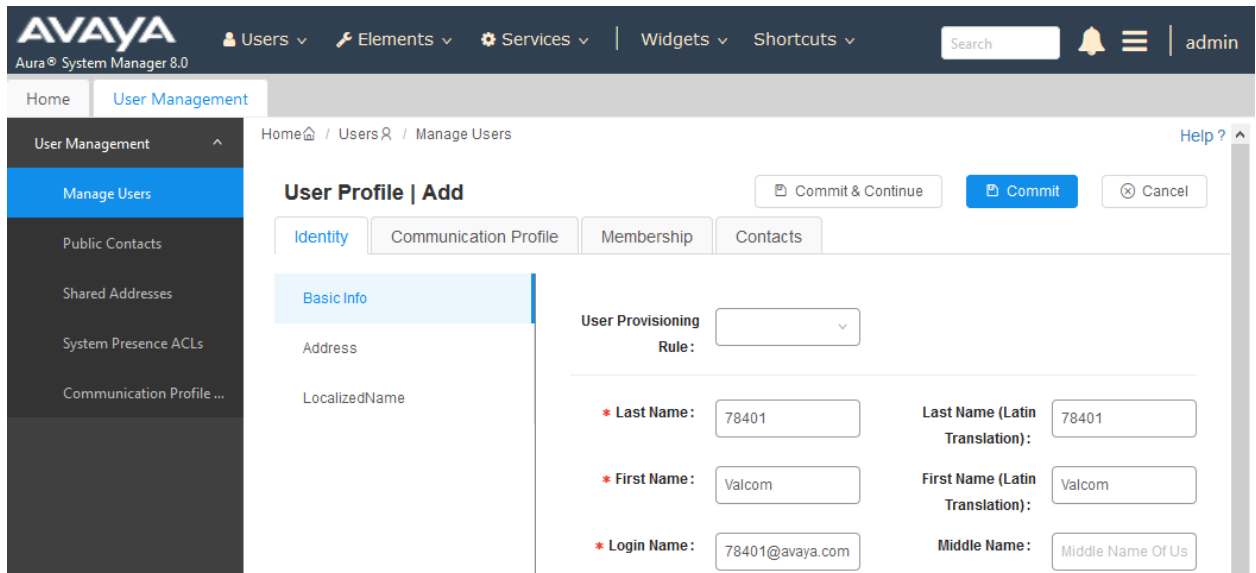 AVAYA
Aura® System Manager 8.0
Users Elements Services | Widgets Shortcuts Search admin
Home User Management
User Management
Manage Users
Public Contacts
Shared Addresses
System Presence ACLs
Communication Profile ...
Home / Users / Manage Users
Help ?
User Profile | Add
Commit & Continue Commit Cancel
Identity Communication Profile Membership Contacts
Basic Info
Address
LocalizedName
User Provisioning
Rule :
* Last Name : 78401
Last Name (Latin
Translation) :
78401
* First Name : Valcom
First Name (Latin
Translation) :
Valcom
* Login Name : 78401@avaya.com
Middle Name : Middle Name Of Us